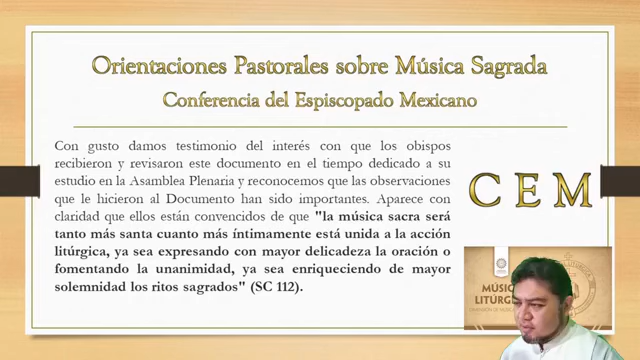 Orientaciones Pastorales sobre Música Sagrada
Conferencia del Espiscopado Mexicano
Con gusto damos testimonio del interés con que los obispos
recibieron y revisaron este documento en el tiempo dedicado a su
estudio en la Asamblea Plenaria y reconocemos que las observaciones
que le hicieron al Documento han sido importantes. Aparece con
claridad que ellos están convencidos de que "la música sacra será
tanto más santa cuanto más íntimamente está unida a la acción
litúrgica, ya sea expresando con mayor delicadeza la oración o
fomentando la unanimidad, ya sea enriqueciendo de mayor
solemnidad los ritos sagrados" (SC 112).
C E M